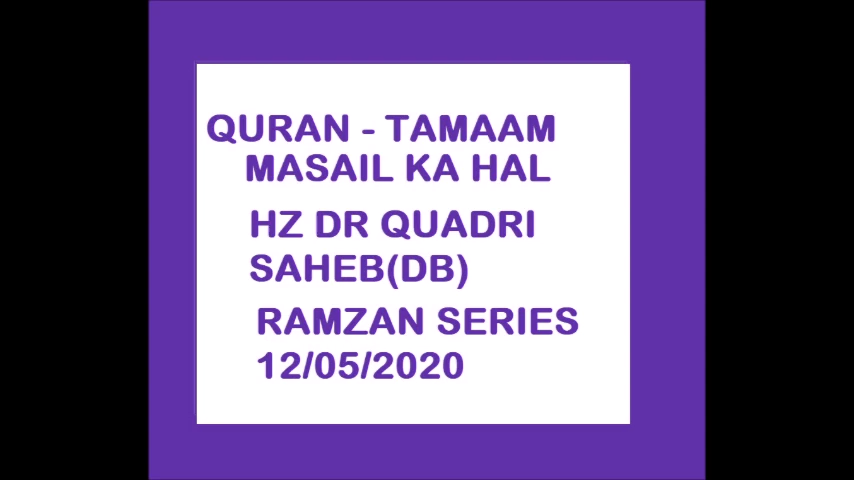 QURAN - TAMAAM
MASAIL KA HAL
HZ DR QUADRI
SAHEB(DB)
RAMZAN SERIES
12/05/2020